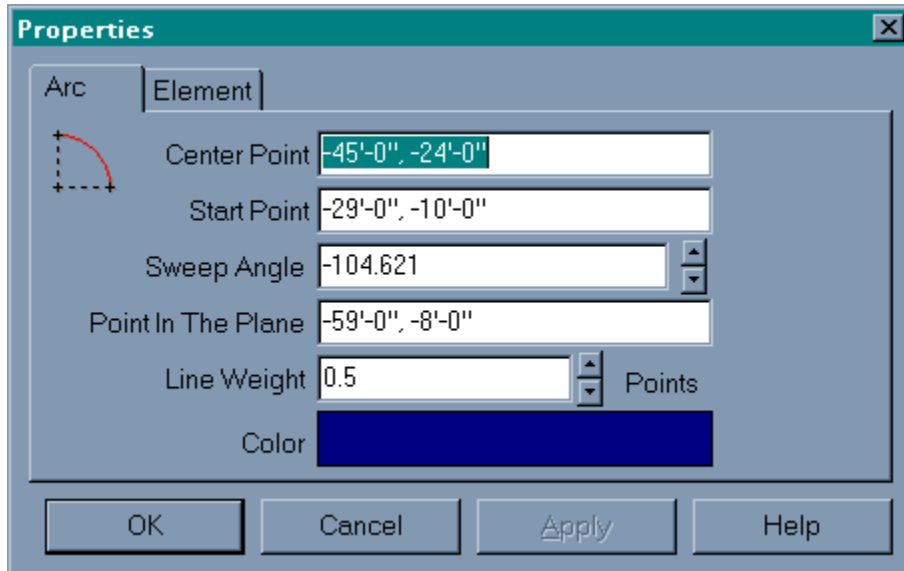 Properties
Arc Element
Center Point -45'-0", -24'-0"
Start Point -29'-0", -10'-0"
Sweep Angle -104.621
Point In The Plane -59'-0", -8'-0"
Line Weight 0.5 Points
Color
OK Cancel Apply Help